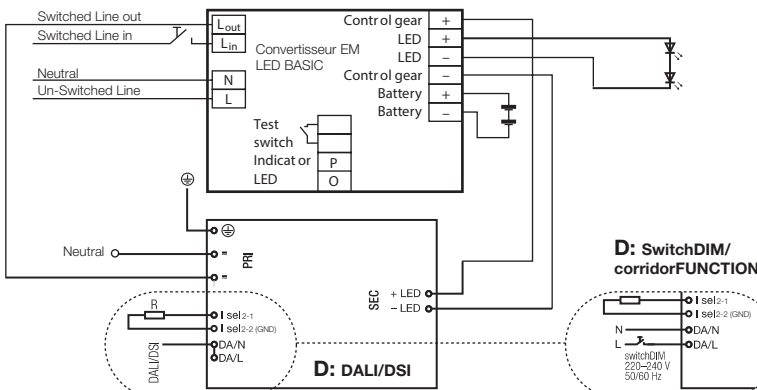 Switched Line out
Switched Line in
Neutral
Un-Switched Line
Lout
Lin
N
L
Convertisseur EM
LED BASIC
Control gear +
LED +
LED –
Control gear –
Battery +
Battery –
Test
switch
Indicator
LED
P
O
Neutral
PRI
SEC
+ LED
– LED
R
I sel2-1
I sel2-2 (GND)
DA/N
DA/L
DALI/DSI
D: DALI/DSI
D: SwitchDIM/
corridorFUNCTION
I sel2-1
I sel2-2 (GND)
N
DA/N
L
DA/L
switchDIM
220–240 V
50/60 Hz